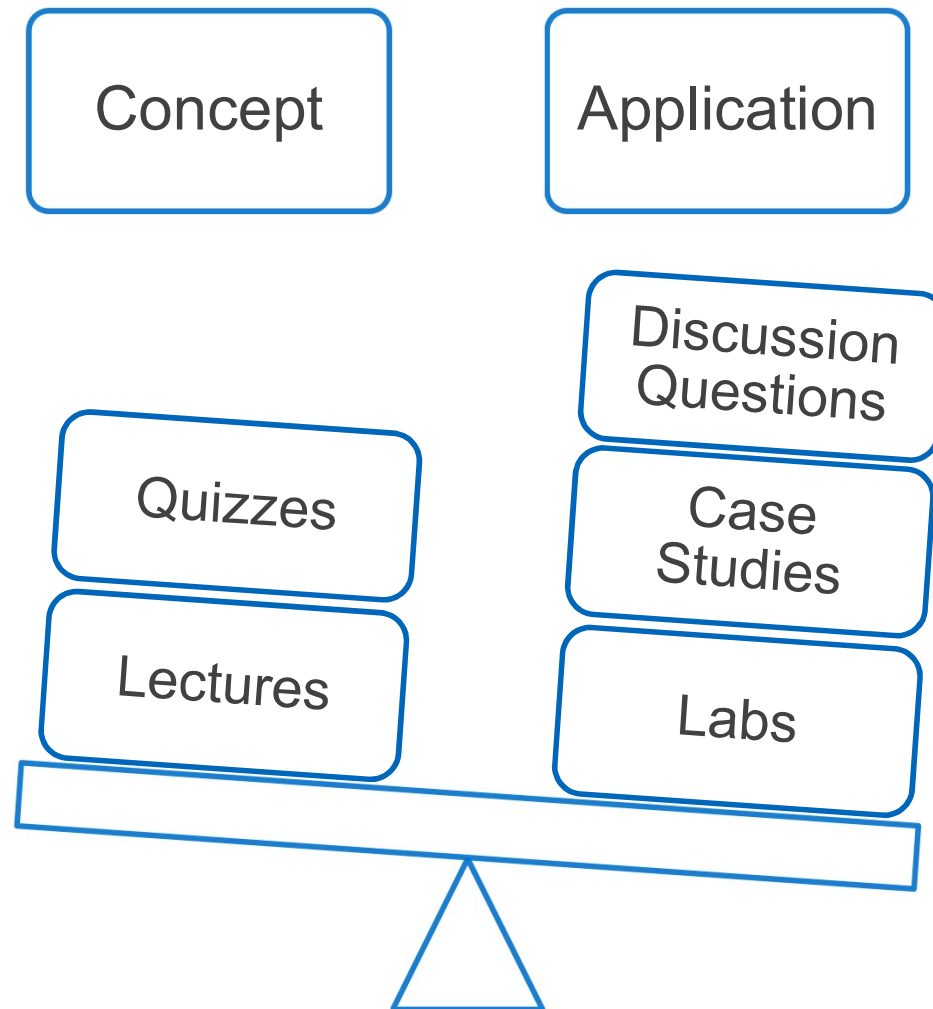 Concept
Application
Discussion
Questions
Quizzes
Case
Studies
Lectures
Labs